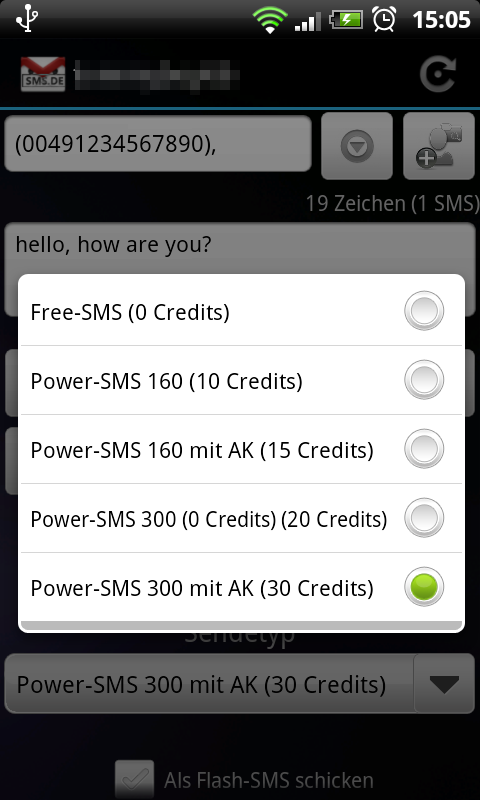 15:05
SMS.DE
(00491234567890),
19 Zeichen (1 SMS)
hello, how are you?
Free-SMS (0 Credits)
Power-SMS 160 (10 Credits)
Power-SMS 160 mit AK (15 Credits)
Power-SMS 300 (0 Credits) (20 Credits)
Power-SMS 300 mit AK (30 Credits)
Sendetyp
Power-SMS 300 mit AK (30 Credits)
Als Flash-SMS schicken